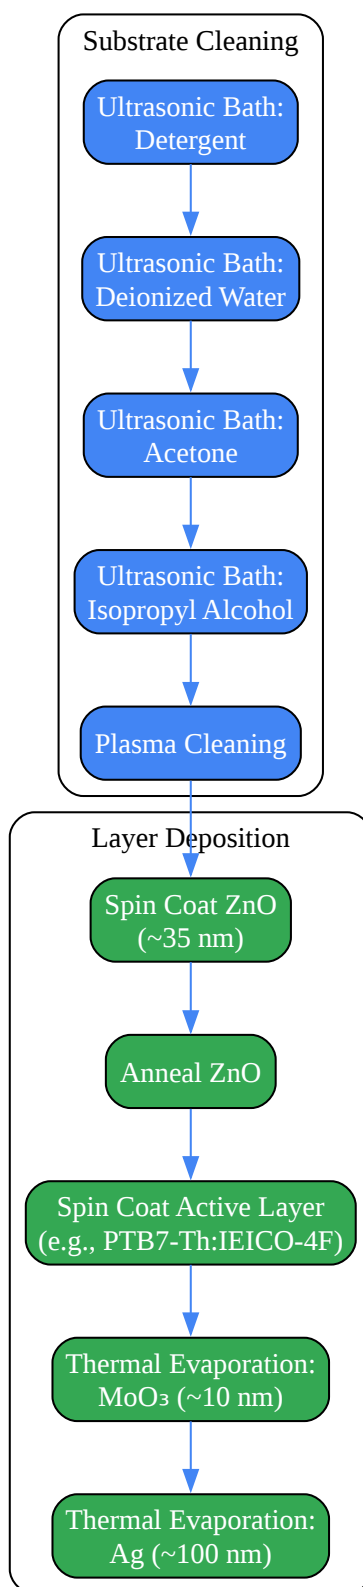 Substrate Cleaning
Ultrasonic Bath:
Detergent
Ultrasonic Bath:
Deionized Water
Ultrasonic Bath:
Acetone
Ultrasonic Bath:
Isopropyl Alcohol
Plasma Cleaning
Layer Deposition
Spin Coat ZnO
(~35 nm)
Anneal ZnO
Spin Coat Active Layer
(e.g., PTB7-Th:IEICO-4F)
Thermal Evaporation:
MoO₃ (~10 nm)
Thermal Evaporation:
Ag (~100 nm)